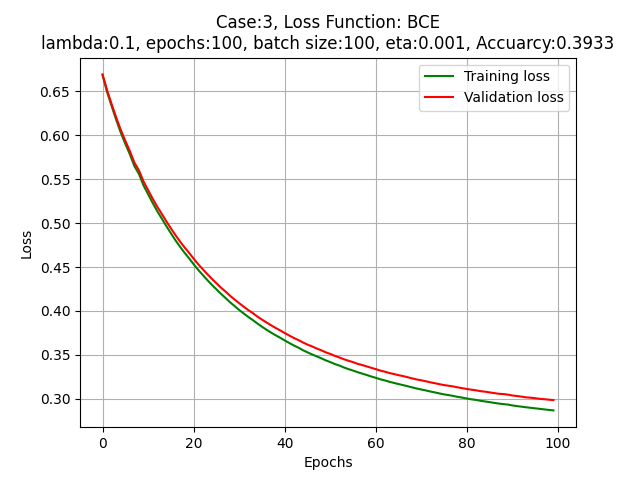 Case:3, Loss Function: BCE
lambda:0.1, epochs:100, batch size:100, eta:0.001, Accuarcy:0.3933
Training loss
Validation loss
0.65
0.60
0.55
0.50
0.45
0.40
0.35
0.30
Loss
0 20 40 60 80 100
Epochs